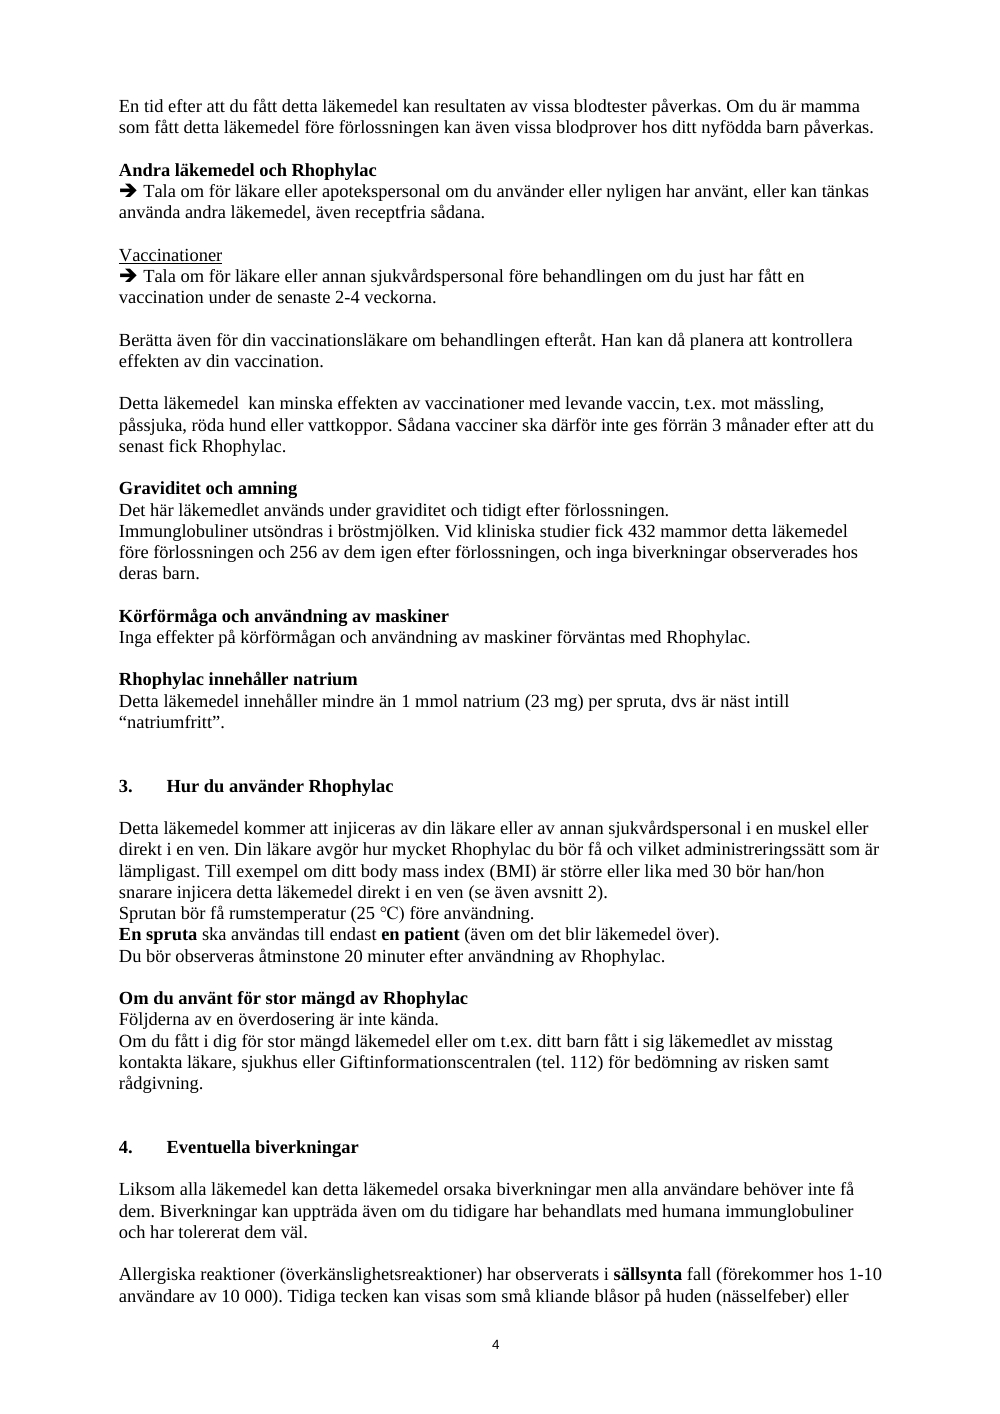 En tid efter att du fått detta läkemedel kan resultaten av vissa blodtester påverkas. Om du är mamma
som fått detta läkemedel före förlossningen kan även vissa blodprover hos ditt nyfödda barn påverkas.
Andra läkemedel och Rhophylac
➔ Tala om för läkare eller apotekspersonal om du använder eller nyligen har använt, eller kan tänkas
använda andra läkemedel, även receptfria sådana.
Vaccinationer
➔ Tala om för läkare eller annan sjukvårdspersonal före behandlingen om du just har fått en
vaccination under de senaste 2-4 veckorna.
Berätta även för din vaccinationsläkare om behandlingen efteråt. Han kan då planera att kontrollera
effekten av din vaccination.
Detta läkemedel  kan minska effekten av vaccinationer med levande vaccin, t.ex. mot mässling,
påssjuka, röda hund eller vattkoppor. Sådana vacciner ska därför inte ges förrän 3 månader efter att du
senast fick Rhophylac.
Graviditet och amning
Det här läkemedlet används under graviditet och tidigt efter förlossningen.
Immunglobuliner utsöndras i bröstmjölken. Vid kliniska studier fick 432 mammor detta läkemedel
före förlossningen och 256 av dem igen efter förlossningen, och inga biverkningar observerades hos
deras barn.
Körförmåga och användning av maskiner
Inga effekter på körförmågan och användning av maskiner förväntas med Rhophylac.
Rhophylac innehåller natrium
Detta läkemedel innehåller mindre än 1 mmol natrium (23 mg) per spruta, dvs är näst intill
“natriumfritt”.
3. Hur du använder Rhophylac
Detta läkemedel kommer att injiceras av din läkare eller av annan sjukvårdspersonal i en muskel eller
direkt i en ven. Din läkare avgör hur mycket Rhophylac du bör få och vilket administreringssätt som är
lämpligast. Till exempel om ditt body mass index (BMI) är större eller lika med 30 bör han/hon
snarare injicera detta läkemedel direkt i en ven (se även avsnitt 2).
Sprutan bör få rumstemperatur (25 °C) före användning.
En spruta ska användas till endast en patient (även om det blir läkemedel över).
Du bör observeras åtminstone 20 minuter efter användning av Rhophylac.
Om du använt för stor mängd av Rhophylac
Följderna av en överdosering är inte kända.
Om du fått i dig för stor mängd läkemedel eller om t.ex. ditt barn fått i sig läkemedlet av misstag
kontakta läkare, sjukhus eller Giftinformationscentralen (tel. 112) för bedömning av risken samt
rådgivning.
4. Eventuella biverkningar
Liksom alla läkemedel kan detta läkemedel orsaka biverkningar men alla användare behöver inte få
dem. Biverkningar kan uppträda även om du tidigare har behandlats med humana immunglobuliner
och har tolererat dem väl.
Allergiska reaktioner (överkänslighetsreaktioner) har observerats i sällsynta fall (förekommer hos 1-10
användare av 10 000). Tidiga tecken kan visas som små kliande blåsor på huden (nässelfeber) eller
4